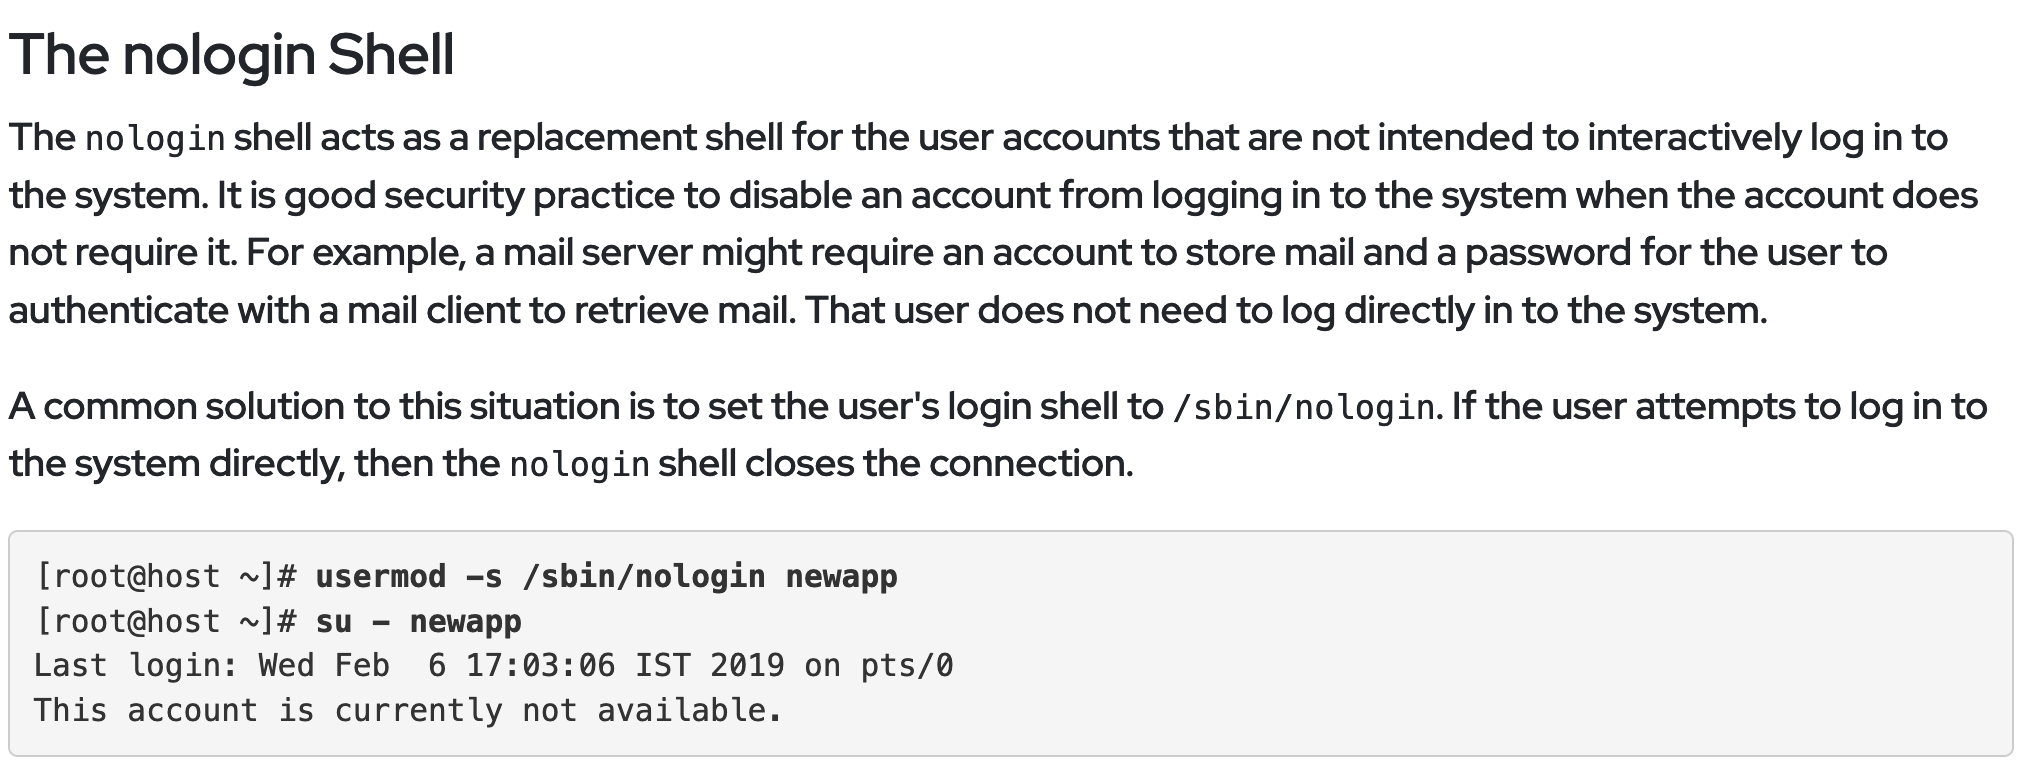 The nologin Shell
The nologin shell acts as a replacement shell for the user accounts that are not intended to interactively log in to
the system. It is good security practice to disable an account from logging in to the system when the account does
not require it. For example, a mail server might require an account to store mail and a password for the user to
authenticate with a mail client to retrieve mail. That user does not need to log directly in to the system.
A common solution to this situation is to set the user's login shell to /sbin/nologin. If the user attempts to log in to
the system directly, then the nologin shell closes the connection.
[root@host ~]# usermod -s /sbin/nologin newapp
[root@host ~]# su - newapp
Last login: Wed Feb  6 17:03:06 IST 2019 on pts/0
This account is currently not available.